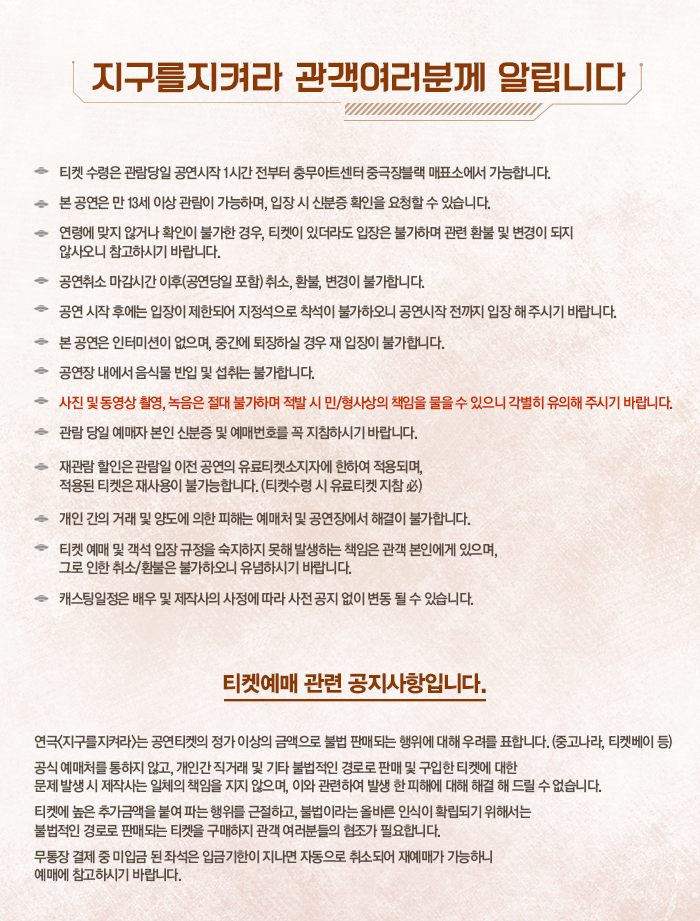 지구를지켜라 관객여러분께 알립니다
티켓 수령은 관람당일 공연시작 1시간 전부터 충무아트센터 중극장블랙 매표소에서 가능합니다.
본 공연은 만 13세 이상 관람이 가능하며, 입장 시 신분증 확인을 요청할 수 있습니다.
연령에 맞지 않거나 확인이 불가한 경우, 티켓이 있더라도 입장은 불가하며 관련 환불 및 변경이 되지
않사오니 참고하시기 바랍니다.
공연취소 마감시간 이후(공연당일 포함) 취소, 환불, 변경이 불가합니다.
공연 시작 후에는 입장이 제한되어 지정석으로 착석이 불가하오니 공연시작 전까지 입장 해 주시기 바랍니다.
본 공연은 인터미션이 없으며, 중간에 퇴장하실 경우 재 입장이 불가합니다.
공연장 내에서 음식물 반입 및 섭취는 불가합니다.
사진 및 동영상 촬영, 녹음은 절대 불가하며 적발 시 민/형사상의 책임을 물을 수 있으니 각별히 유의해 주시기 바랍니다.
관람 당일 예매자 본인 신분증 및 예매번호를 꼭 지참하시기 바랍니다.
재관람 할인은 관람일 이전 공연의 유료티켓소지자에 한하여 적용되며,
적용된 티켓은 재사용이 불가능합니다. (티켓수령 시 유료티켓 지참 必)
개인 간의 거래 및 양도에 의한 피해는 예매처 및 공연장에서 해결이 불가합니다.
티켓 예매 및 객석 입장 규정을 숙지하지 못해 발생하는 책임은 관객 본인에게 있으며,
그로 인한 취소/환불은 불가하오니 유념하시기 바랍니다.
캐스팅일정은 배우 및 제작사의 사정에 따라 사전 공지 없이 변동 될 수 있습니다.
티켓예매 관련 공지사항입니다.
연극<지구를지켜라>는 공연티켓의 정가 이상의 금액으로 불법 판매되는 행위에 대해 우려를 표합니다. (중고나라, 티켓베이 등)
공식 예매처를 통하지 않고, 개인간 직거래 및 기타 불법적인 경로로 판매 및 구입한 티켓에 대한
문제 발생 시 제작사는 일체의 책임을 지지 않으며, 이와 관련하여 발생 한 피해에 대해 해결 해 드릴 수 없습니다.
티켓에 높은 추가금액을 붙여 파는 행위를 근절하고, 불법이라는 올바른 인식이 확립되기 위해서는
불법적인 경로로 판매되는 티켓을 구매하지 관객 여러분들의 협조가 필요합니다.
무통장 결제 중 미입금 된 좌석은 입금기한이 지나면 자동으로 취소되어 재예매가 가능하니
예매에 참고하시기 바랍니다.